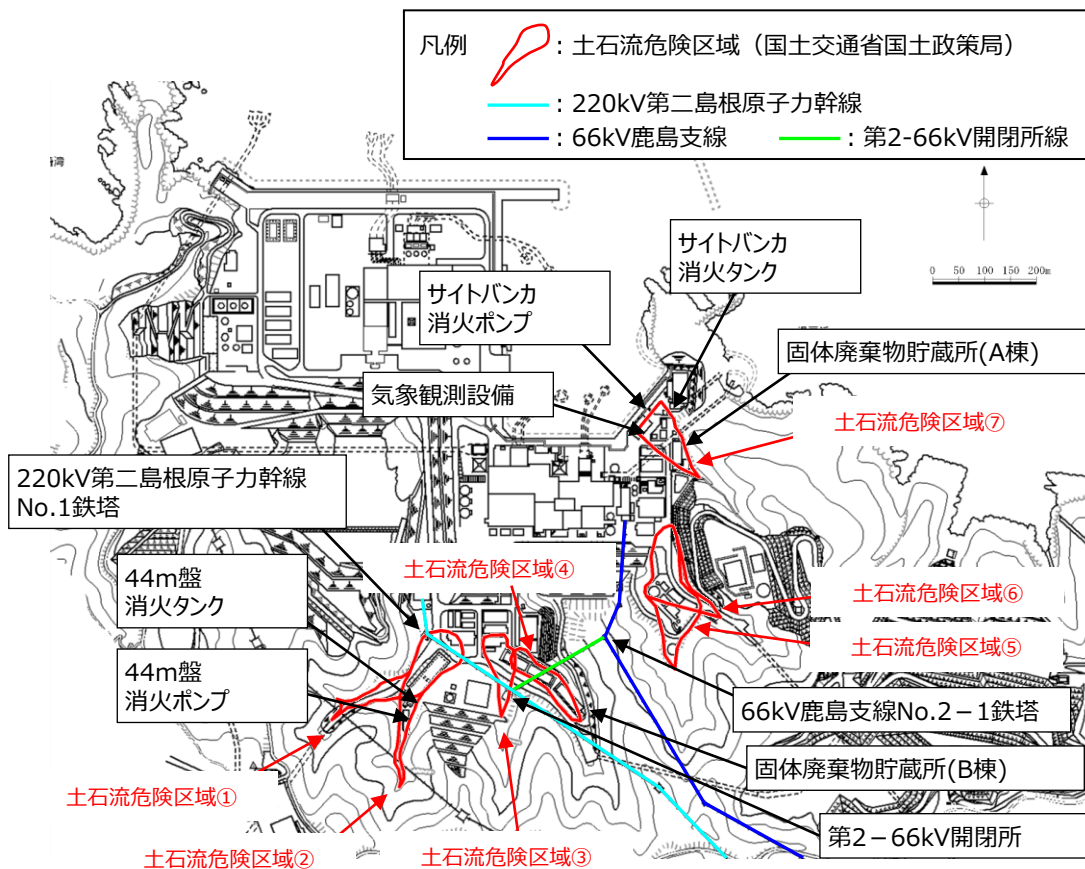 凡例
：土石流危険区域（国土交通省国土政策局）
：220kV第二島根原子力幹線
：66kV鹿島支線
：第2-66kV開閉所線
0 50 100 150 200m
サイトバンカ
消火タンク
サイトバンカ
消火ポンプ
固体廃棄物貯蔵所(A棟)
気象観測設備
土石流危険区域⑦
220kV第二島根原子力幹線
No.1鉄塔
44m盤
消火タンク
土石流危険区域④
土石流危険区域⑥
土石流危険区域⑤
44m盤
消火ポンプ
66kV鹿島支線No.2－1鉄塔
固体廃棄物貯蔵所(B棟)
土石流危険区域①
第2－66kV開閉所
土石流危険区域②
土石流危険区域③